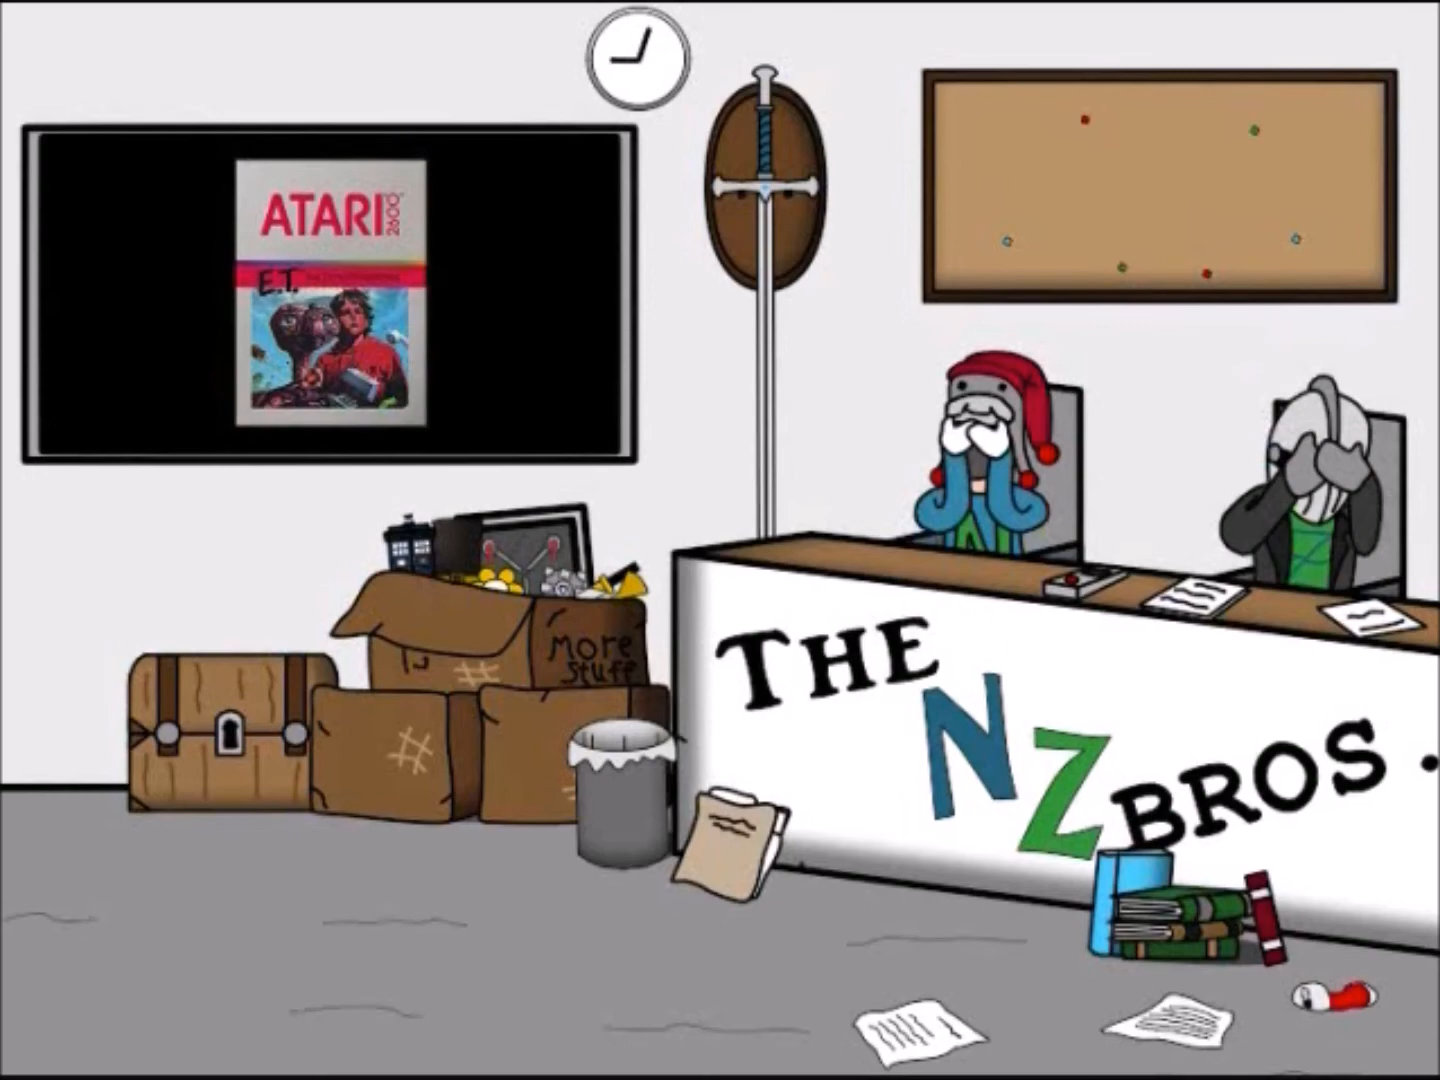 ATARI
2600
E.T.
More
Stuff
THE
NZ
BROS.